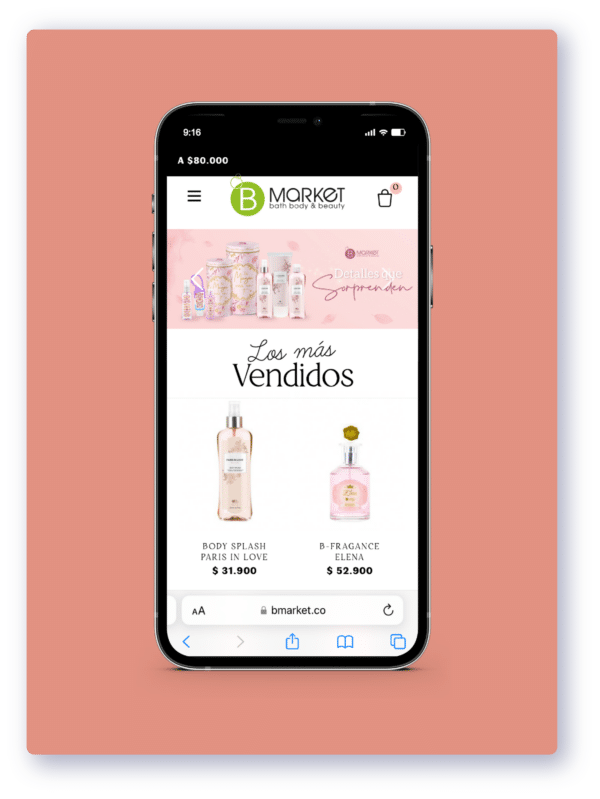 9:16
A $80.000
B MARKET
bath body & beauty
0
B MARKET
Detalles que
Sorprenden
Los más
Vendidos
BODY SPLASH
PARIS IN LOVE
$ 31.900
B-FRAGANCE
ELENA
$ 52.900
AA
bmarket.co